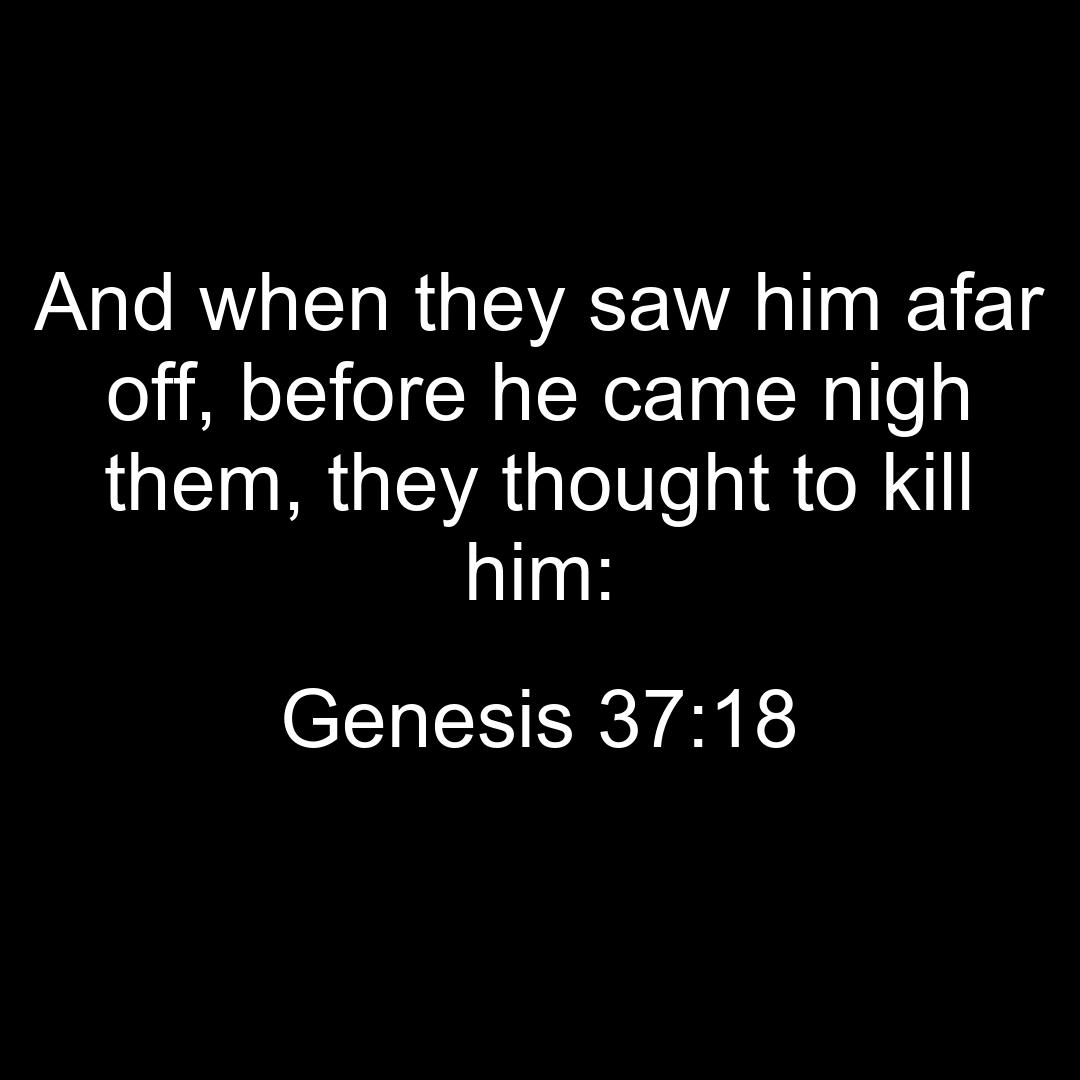 And when they saw him afar
off, before he came nigh
them, they thought to kill
him:
Genesis 37:18